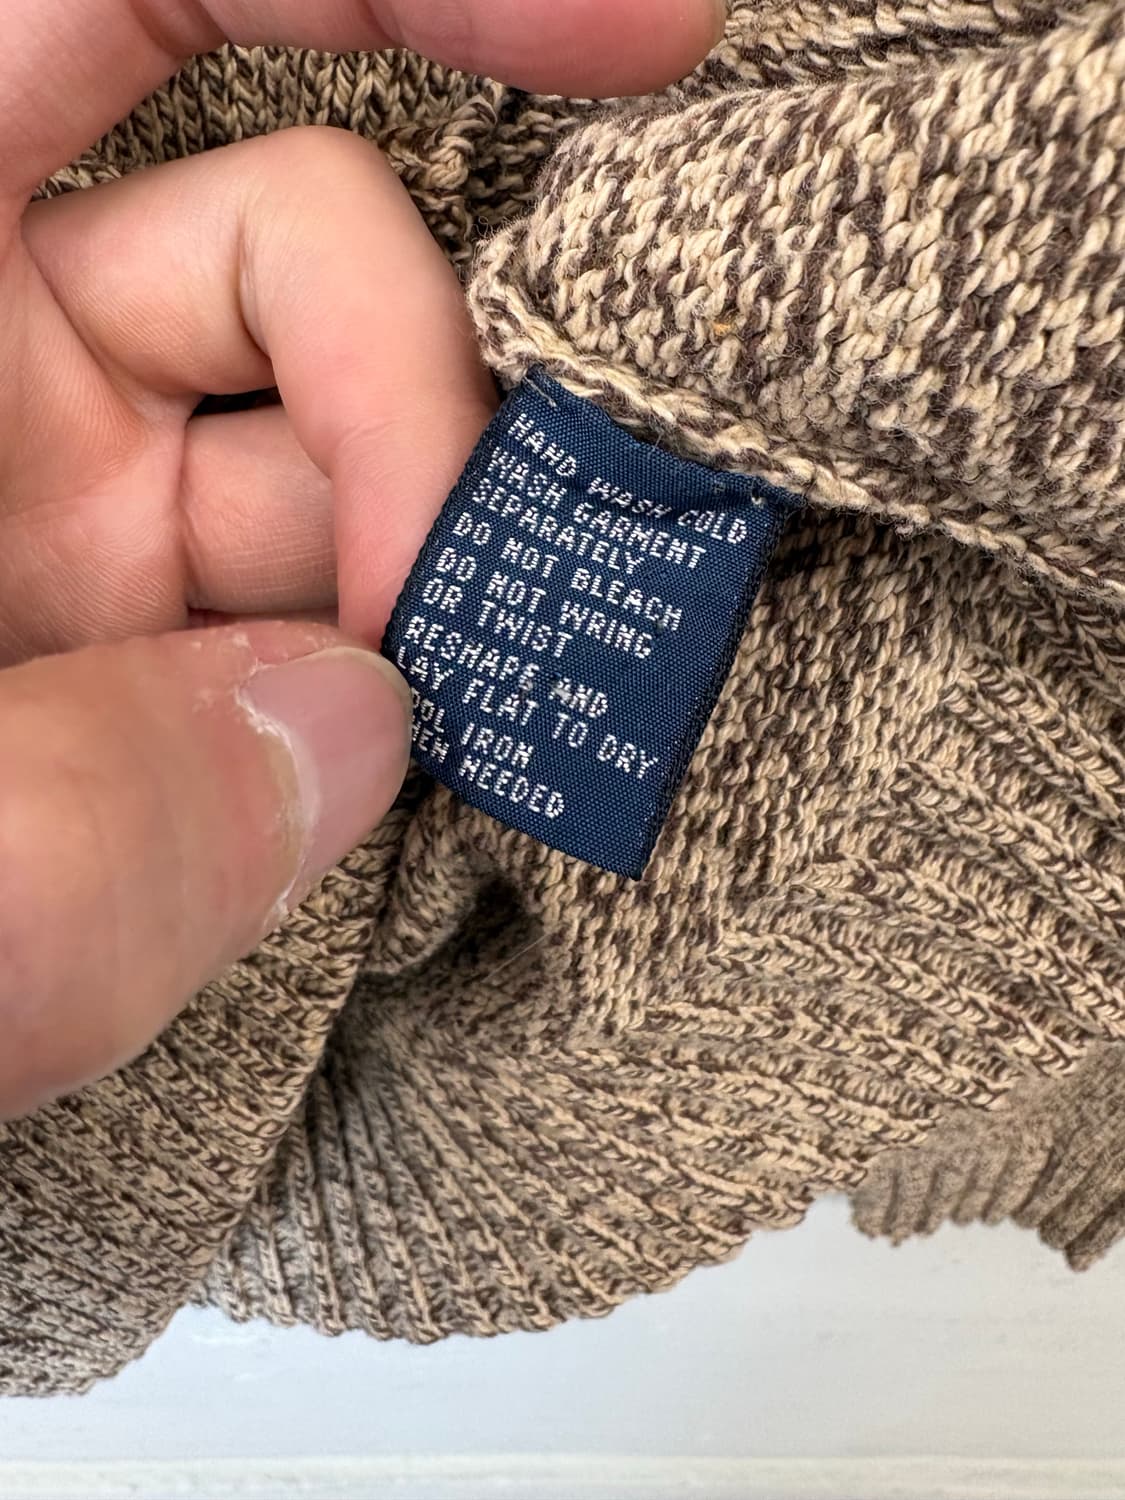 HAND WASH COLD
WASH GARMENT
SEPARATELY
DO NOT BLEACH
DO NOT WRING
OR TWIST
RESHAPE AND
LAY FLAT TO DRY
IRON
NEEDED